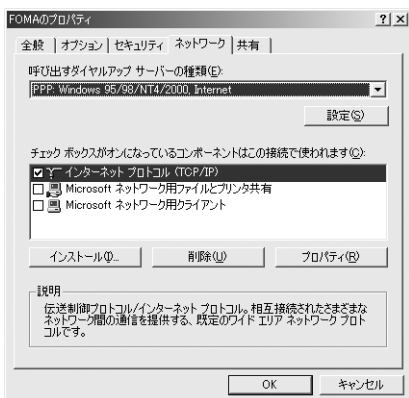 FOMAのプロパティ
全般 オプション セキュリティ ネットワーク 共有
呼び出すダイヤルアップ サーバーの種類(E):
PPP: Windows 95/98/NT4/2000, Internet
設定(S)
チェック ボックスがオンになっているコンポーネントはこの接続で使われます(C):
インターネット プロトコル (TCP/IP)
Microsoft ネットワーク用ファイルとプリンタ共有
Microsoft ネットワーク用クライアント
インストール(I)... 削除(U) プロパティ(R)
説明
伝送制御プロトコル/インターネット プロトコル。相互接続されたさまざまな
ネットワーク間の通信を提供する、既定のワイド エリア ネットワーク プロト
コルです。
OK キャンセル